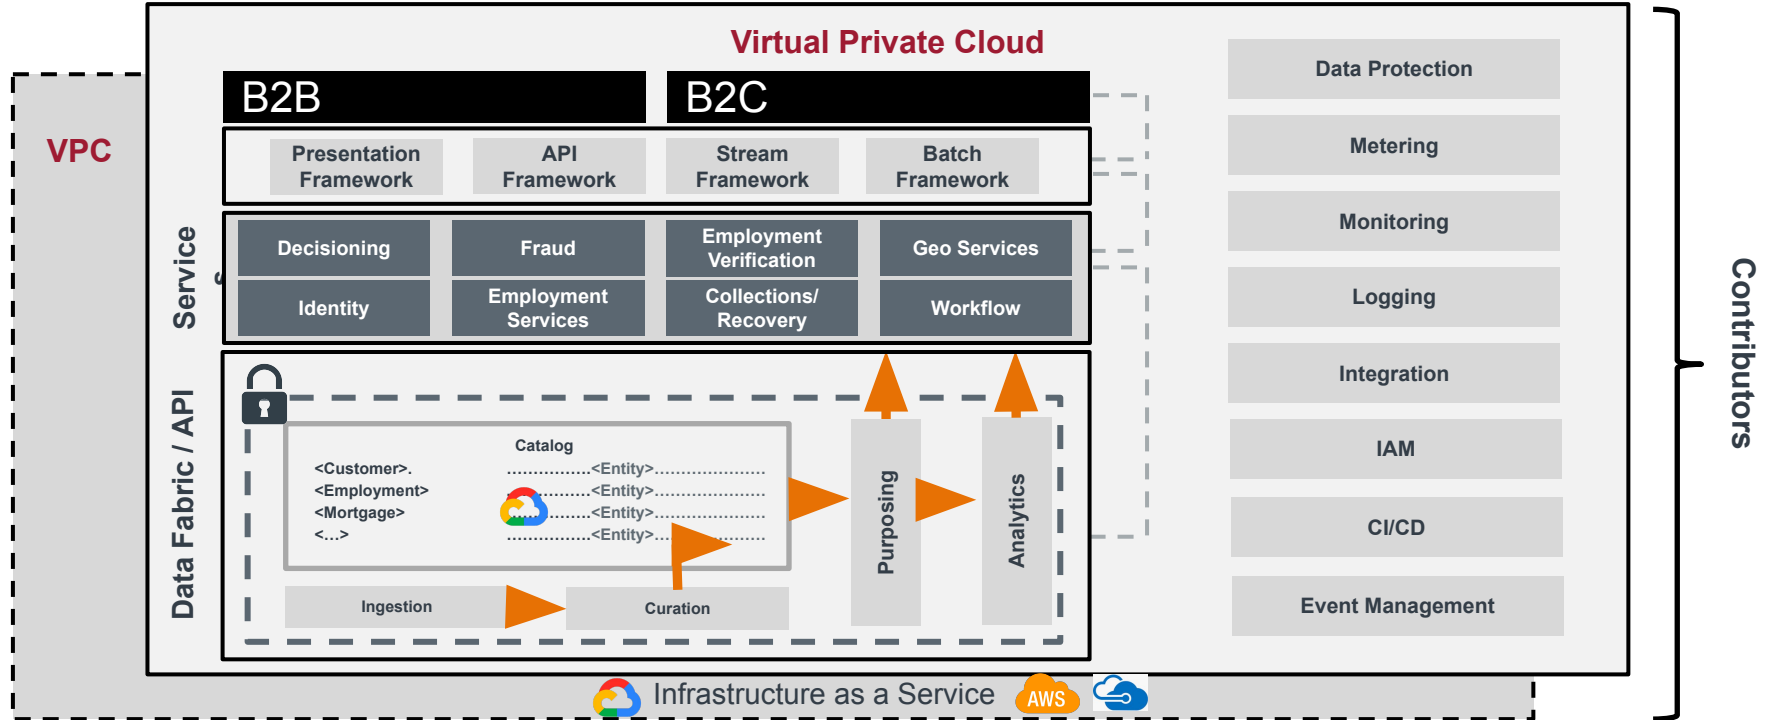 Virtual Private Cloud
VPC
B2B
B2C
Presentation
Framework
API
Framework
Stream
Framework
Batch
Framework
Service
s
Decisioning
Fraud
Employment
Verification
Geo Services
Identity
Employment
Services
Collections/
Recovery
Workflow
Data Fabric / API
Catalog
<Customer>.
................<Entity>.....................
<Employment>
................<Entity>.....................
<Mortgage>
................<Entity>.....................
<...>
................<Entity>.....................
Ingestion
Curation
Purposing
Analytics
Data Protection
Metering
Monitoring
Logging
Integration
IAM
CI/CD
Event Management
Contributors
Infrastructure as a Service
AWS